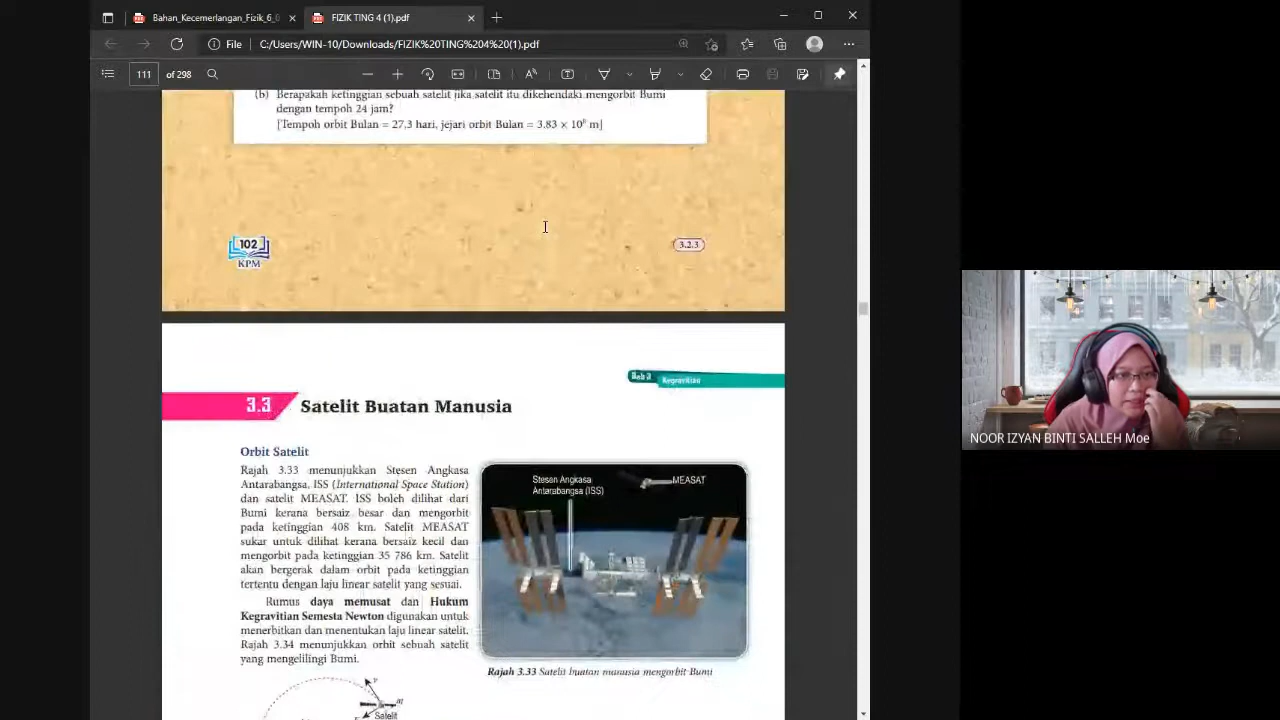 Bahan_Kecemerlangan_Fizik_6_
FIZIK TING 4 (1).pdf
File
C:/Users/WIN-10/Downloads/FIZIK%20TING%204%20(1).pdf
111 of 298
(b) Berapakah ketinggian sebuah satelit jika satelit itu dikehendaki mengorbit Bumi
dengan tempoh 24 jam?
[Tempoh orbit Bulan = 27.3 hari, jejari orbit Bulan = 3.83 × 10⁸ m]
102
KPM
3.2.3
Bab 3 Kegravitian
3.3 Satelit Buatan Manusia
Orbit Satelit
Rajah 3.33 menunjukkan Stesen Angkasa
Antarabangsa, ISS (International Space Station)
dan satelit MEASAT. ISS boleh dilihat dari
Bumi kerana bersaiz besar dan mengorbit
pada ketinggian 408 km. Satelit MEASAT
sukar untuk dilihat kerana bersaiz kecil dan
mengorbit pada ketinggian 35 786 km. Satelit
akan bergerak dalam orbit pada ketinggian
tertentu dengan laju linear satelit yang sesuai.
Rumus daya memusat dan Hukum
Kegravitian Semesta Newton digunakan untuk
menerbitkan dan menentukan laju linear satelit.
Rajah 3.34 menunjukkan orbit sebuah satelit
yang mengelilingi Bumi.
Stesen Angkasa
Antarabangsa (ISS)
MEASAT
Rajah 3.33 Satelit buatan manusia mengorbit Bumi
v
m
Satelit
NOOR IZYAN BINTI SALLEH Moe